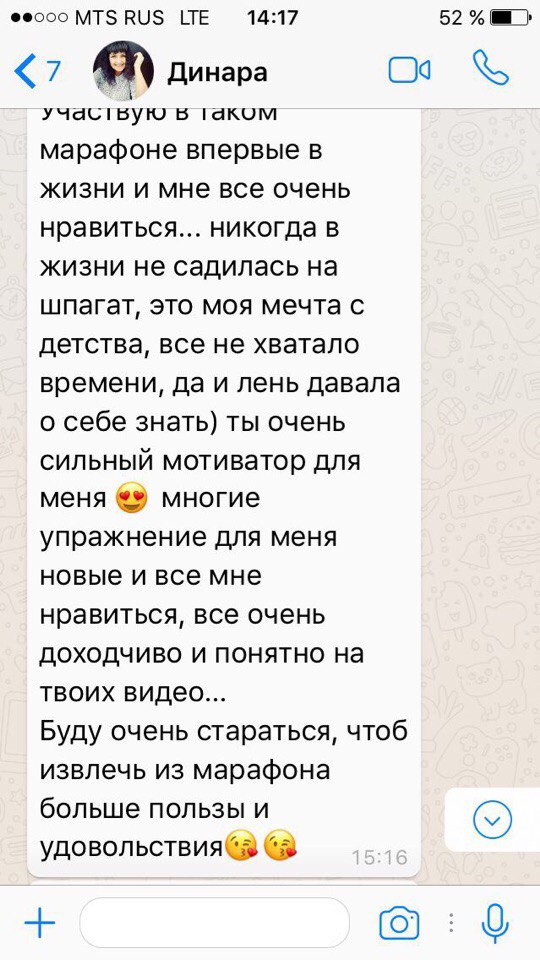 MTS RUS LTE 14:17 52 %
7 Динара
Участвую в таком
марафоне впервые в
жизни и мне все очень
нравиться... никогда в
жизни не садилась на
шпагат, это моя мечта с
детства, все не хватало
времени, да и лень давала
о себе знать) ты очень
сильный мотиватор для
меня 😍 многие
упражнение для меня
новые и все мне
нравиться, все очень
доходчиво и понятно на
твоих видео...
Буду очень стараться, чтоб
извлечь из марафона
больше пользы и
удовольствия😘😘
15:16